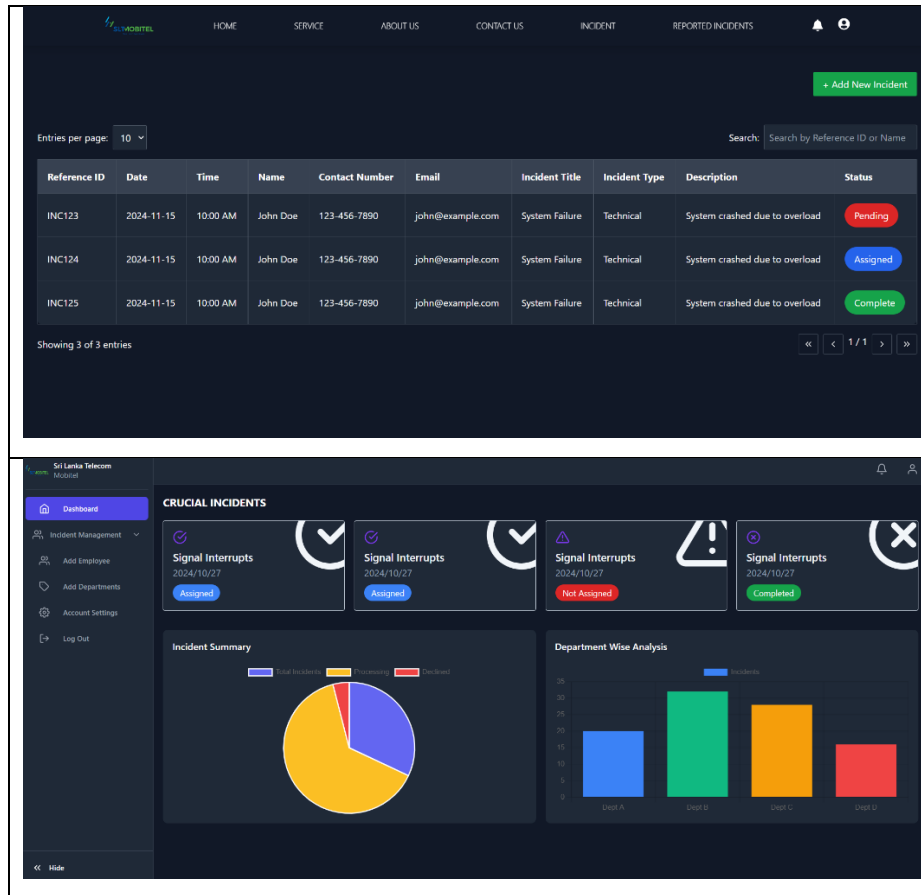 SLTMOBITEL HOME SERVICE ABOUT US CONTACT US INCIDENT REPORTED INCIDENTS
+ Add New Incident
Entries per page: 10 Search: Search by Reference ID or Name
Reference ID Date Time Name Contact Number Email Incident Title Incident Type Description Status
INC123 2024-11-15 10:00 AM John Doe 123-456-7890 john@example.com System Failure Technical System crashed due to overload Pending
INC124 2024-11-15 10:00 AM John Doe 123-456-7890 john@example.com System Failure Technical System crashed due to overload Assigned
INC125 2024-11-15 10:00 AM John Doe 123-456-7890 john@example.com System Failure Technical System crashed due to overload Complete
Showing 3 of 3 entries « < 1 / 1 > »
Sri Lanka Telecom
Mobitel
Dashboard
Incident Management
Add Employee
Add Departments
Account Settings
Log Out
« Hide
CRUCIAL INCIDENTS
Signal Interrupts
2024/10/27
Assigned
Signal Interrupts
2024/10/27
Assigned
Signal Interrupts
2024/10/27
Not Assigned
Signal Interrupts
2024/10/27
Completed
Incident Summary
Total Incidents Processing Declined
Department Wise Analysis
Incidents
35
30
25
20
15
10
5
0
Dept A Dept B Dept C Dept D